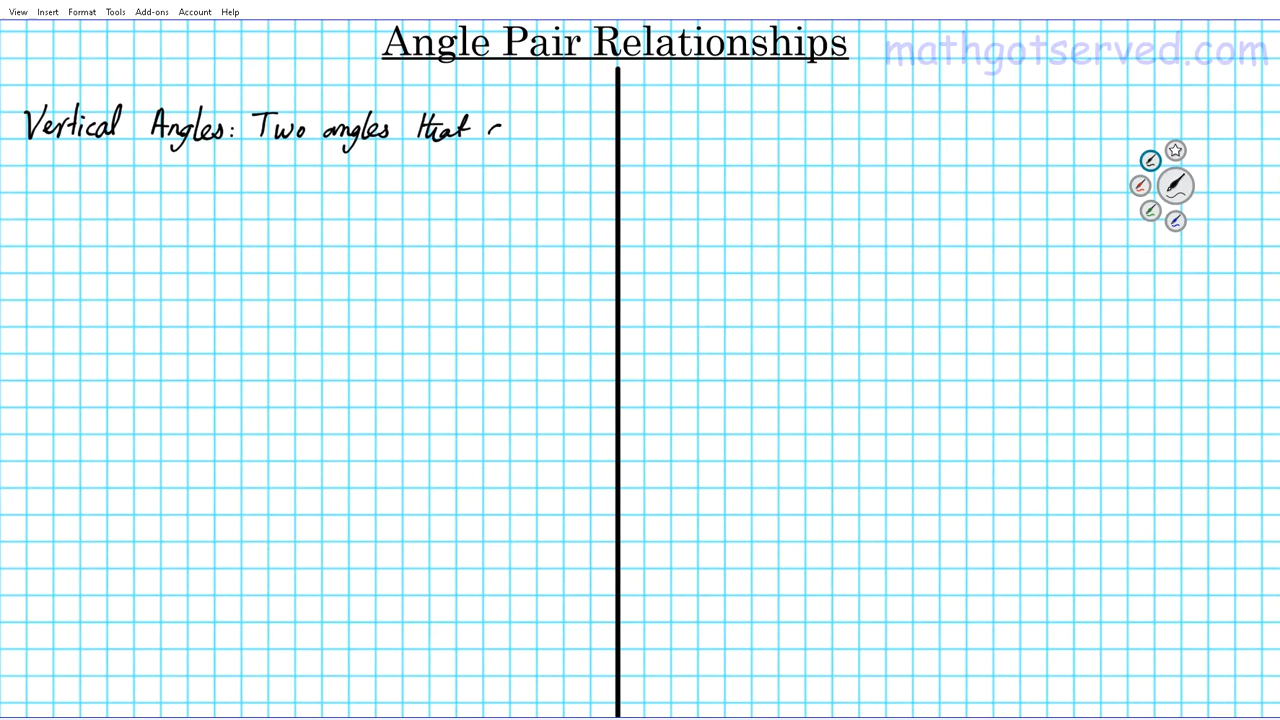 View Insert Format Tools Add-ons Account Help
Angle Pair Relationships
mathgotserved.com
Vertical Angles: Two angles that